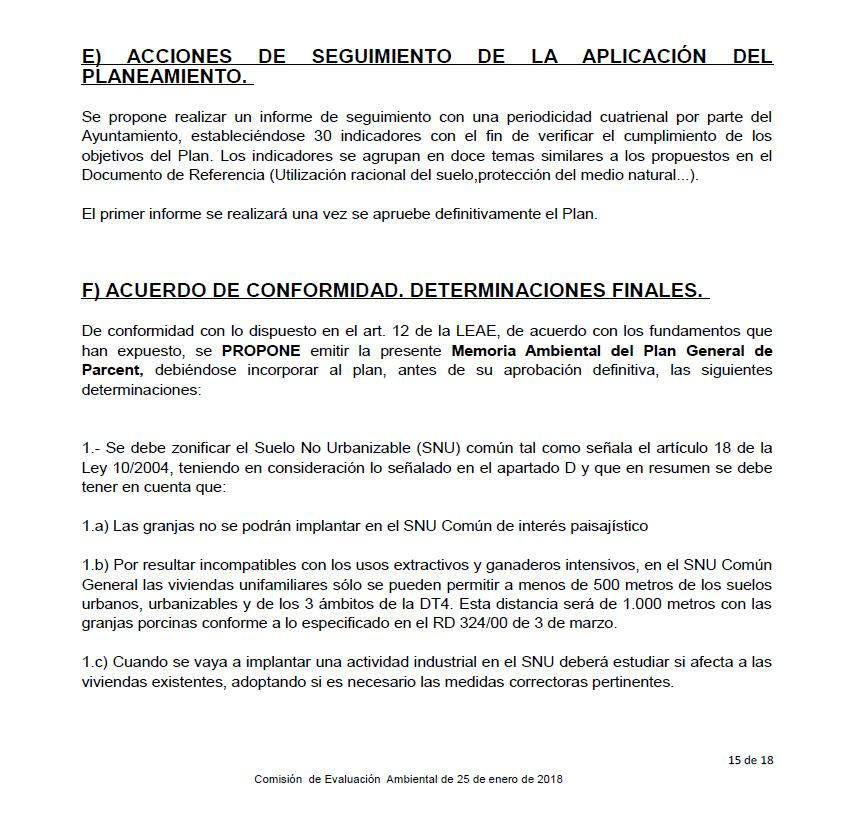 E) ACCIONES DE SEGUIMIENTO DE LA APLICACIÓN DEL
PLANEAMIENTO.
Se propone realizar un informe de seguimiento con una periodicidad cuatrienal por parte del
Ayuntamiento, estableciéndose 30 indicadores con el fin de verificar el cumplimiento de los
objetivos del Plan. Los indicadores se agrupan en doce temas similares a los propuestos en el
Documento de Referencia (Utilización racional del suelo,protección del medio natural...).
El primer informe se realizará una vez se apruebe definitivamente el Plan.
F) ACUERDO DE CONFORMIDAD. DETERMINACIONES FINALES.
De conformidad con lo dispuesto en el art. 12 de la LEAE, de acuerdo con los fundamentos que
han expuesto, se PROPONE emitir la presente Memoria Ambiental del Plan General de
Parcent, debiéndose incorporar al plan, antes de su aprobación definitiva, las siguientes
determinaciones:
1.- Se debe zonificar el Suelo No Urbanizable (SNU) común tal como señala el artículo 18 de la
Ley 10/2004, teniendo en consideración lo señalado en el apartado D y que en resumen se debe
tener en cuenta que:
1.a) Las granjas no se podrán implantar en el SNU Común de interés paisajístico
1.b) Por resultar incompatibles con los usos extractivos y ganaderos intensivos, en el SNU Común
General las viviendas unifamiliares sólo se pueden permitir a menos de 500 metros de los suelos
urbanos, urbanizables y de los 3 ámbitos de la DT4. Esta distancia será de 1.000 metros con las
granjas porcinas conforme a lo especificado en el RD 324/00 de 3 de marzo.
1.c) Cuando se vaya a implantar una actividad industrial en el SNU deberá estudiar si afecta a las
viviendas existentes, adoptando si es necesario las medidas correctoras pertinentes.
15 de 18
Comisión de Evaluación Ambiental de 25 de enero de 2018